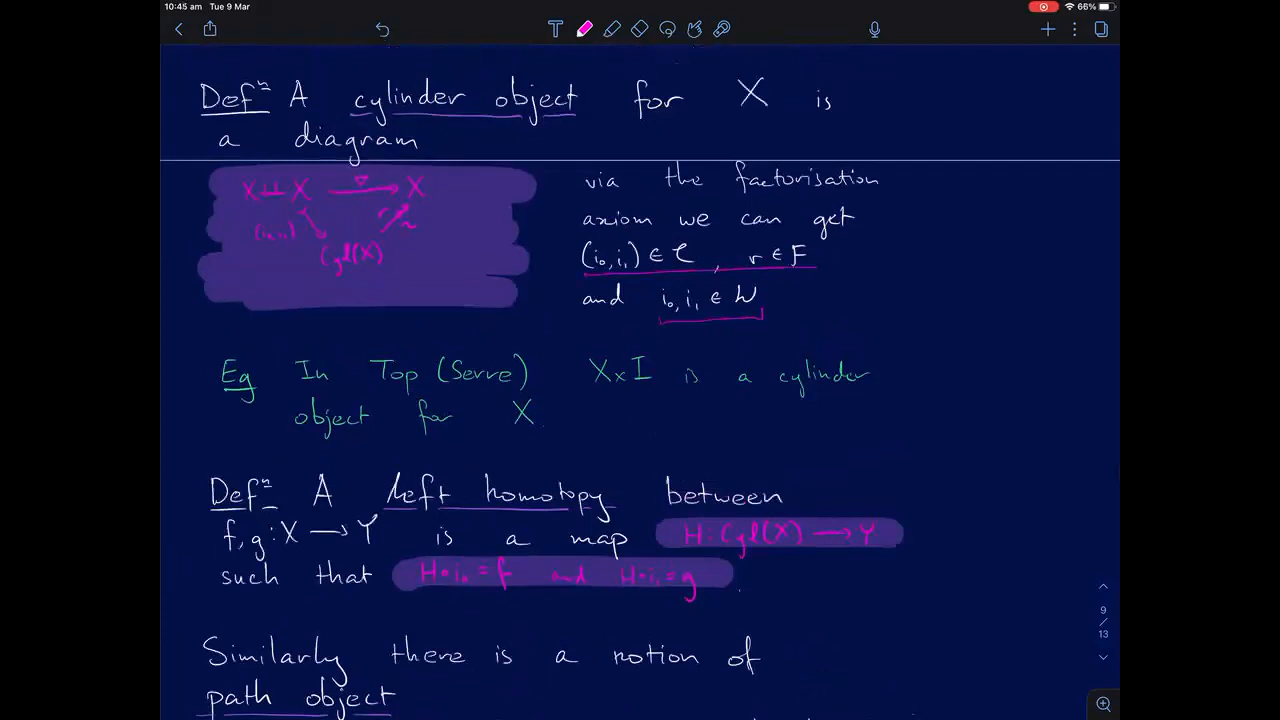 10:45 am Tue 9 Mar
66%
Defⁿ A cylinder object for X is
a diagram
X ⊔ X ∇→ X
(i₀,i₁) r ~
Cyl(X)
via the factorisation
axiom we can get
(i₀,i₁) ∈ C, r ∈ F
and i₀,i₁ ∈ W
Eg In Top (Serre) X×I is a cylinder
object for X.
Defⁿ A left homotopy between
f,g : X → Y is a map H : Cyl(X) → Y
such that H∘i₀ = f and H∘i₁ = g.
Similarly there is a notion of
path object
9
/
13